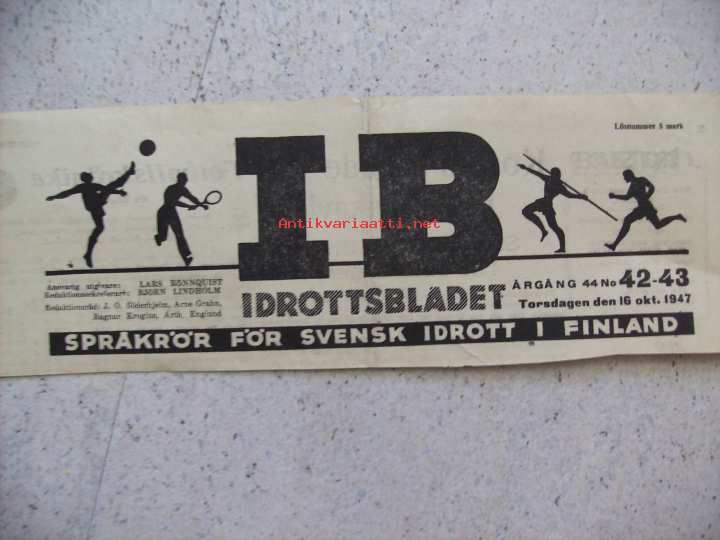 Lösnummer 5 mark
IB
Antikvariaatti.net
Ansvarig utgivare: LARS RÖNNQUIST
Redaktionssekreterare: BJÖRN LINDHOLM
Redaktionsråd: J. G. Söderhjelm, Arne Grahn,
Ragnar Krogius, Arth. England
IDROTTSBLADET
ÅRGÅNG 44 No 42-43
Torsdagen den 16 okt. 1947
SPRÅKRÖR FÖR SVENSK IDROTT I FINLAND